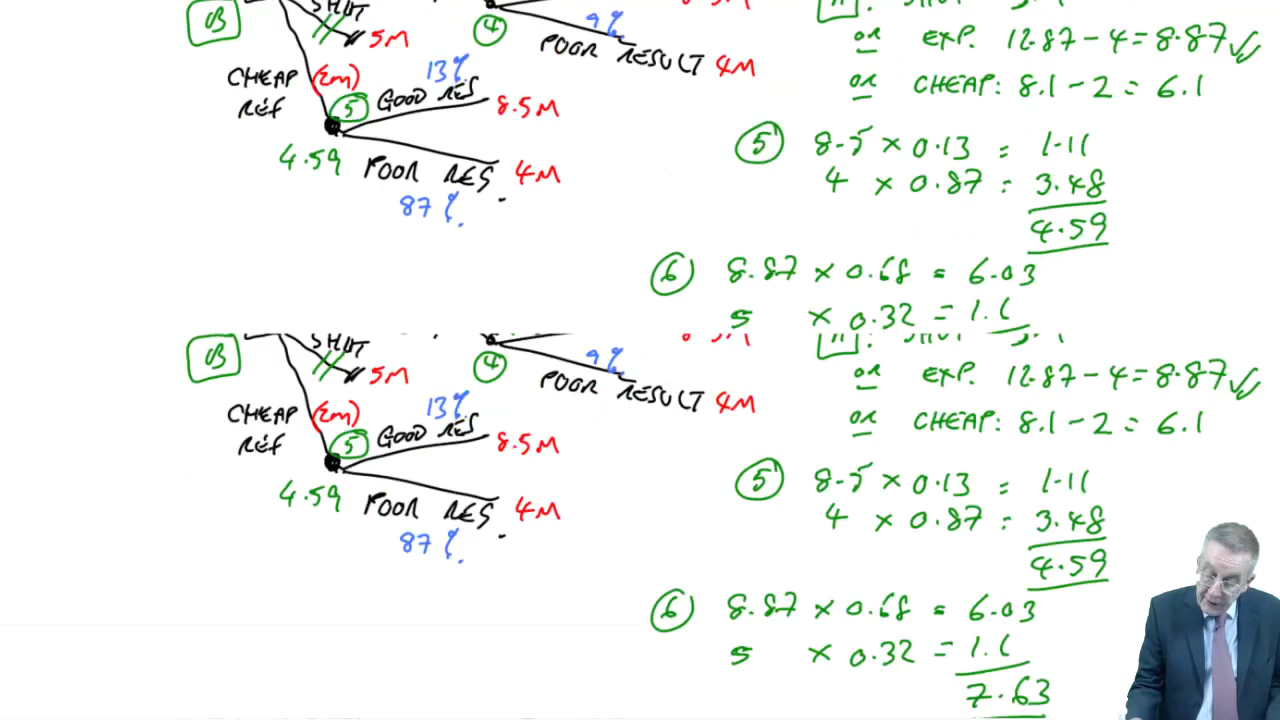 SHUT
5M
4
9%
POOR RESULT 4M
B
CHEAP (2m)
REF
13%
5 GOOD RES 8.5M
4.59 POOR RES 4M
87%
or EXP. 12.87 - 4 = 8.87 ✓✓
or CHEAP: 8.1 - 2 = 6.1
5 8.5 × 0.13 = 1.11
4 × 0.87 = 3.48
4.59
6 8.87 × 0.68 = 6.03
5 × 0.32 = 1.6
SHUT
5M
4
9%
POOR RESULT 4M
B
CHEAP (2m)
REF
13%
5 GOOD RES 8.5M
4.59 POOR RES 4M
87%
or EXP. 12.87 - 4 = 8.87 ✓✓
or CHEAP: 8.1 - 2 = 6.1
5 8.5 × 0.13 = 1.11
4 × 0.87 = 3.48
4.59
6 8.87 × 0.68 = 6.03
5 × 0.32 = 1.6
7.63